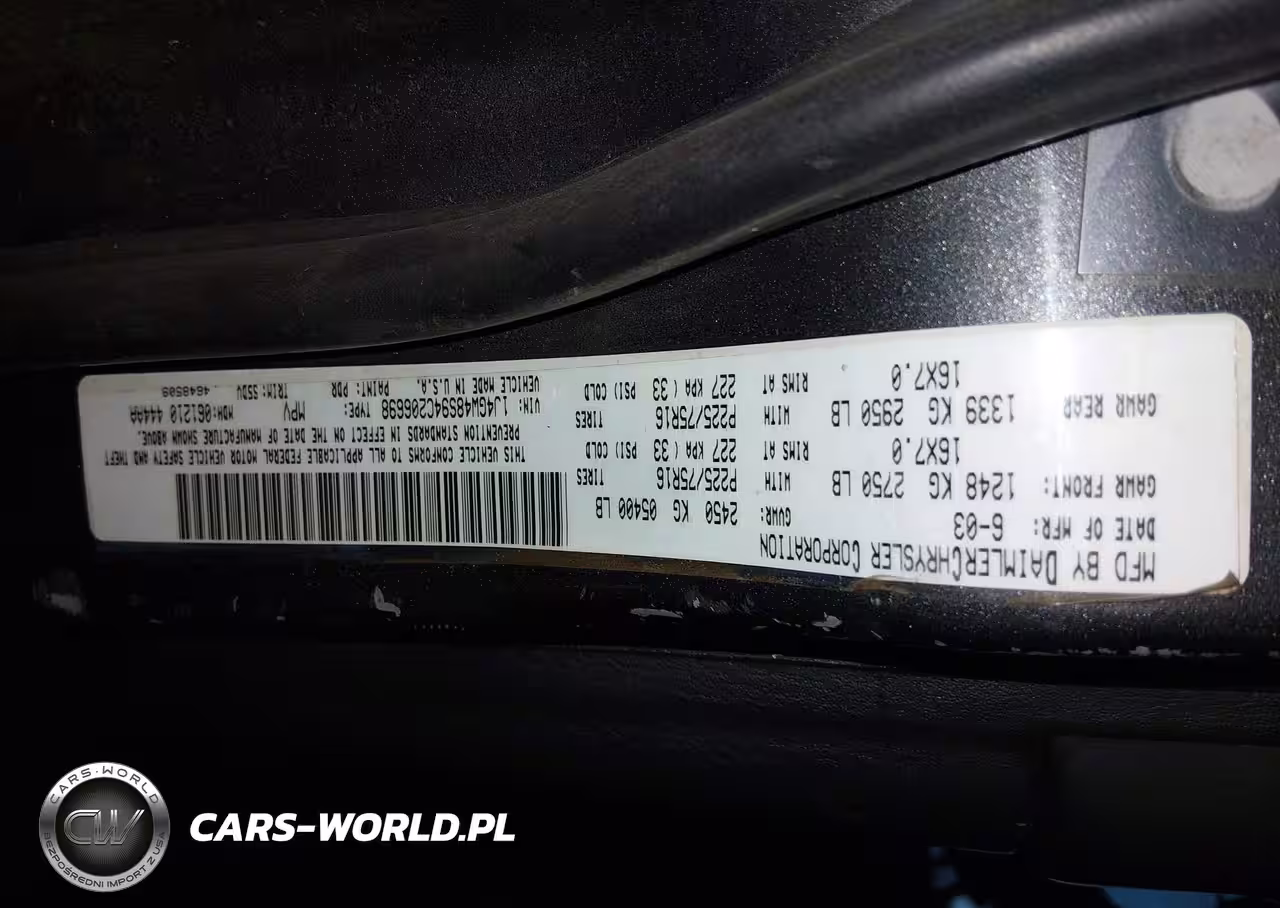 MFD BY DAIMLERCHRYSLER CORPORATION
DATE OF MFR: 6-03 GVWR: 2450 KG 05400 LB
GAWR FRONT: 1248 KG 2750 LB WITH P225/75R16 TIRES
16X7.0 RIMS AT 227 KPA ( 33 PSI) COLD
GAWR REAR 1339 KG 2950 LB WITH P225/75R16 TIRES
16X7.0 RIMS AT 227 KPA ( 33 PSI) COLD
THIS VEHICLE CONFORMS TO ALL APPLICABLE FEDERAL MOTOR VEHICLE SAFETY AND THEFT
PREVENTION STANDARDS IN EFFECT ON THE DATE OF MANUFACTURE SHOWN ABOVE.
VIN: 1J4GW48S94C206698 TYPE: MPV MDH:061210 444AA
VEHICLE MADE IN U.S.A. PAINT: PDR TRIM: S5DV 4648509
CARS-WORLD
CW
BEZPOŚREDNI IMPORT Z USA
CARS-WORLD.PL